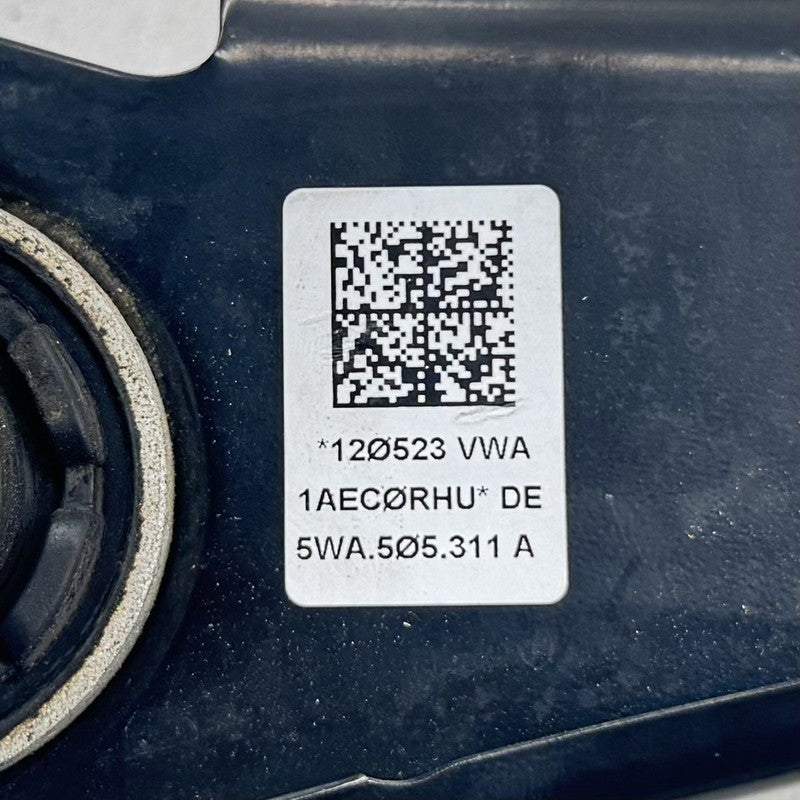 *12Ø523 VWA
1AECØRHU* DE
5WA.5Ø5.311 A